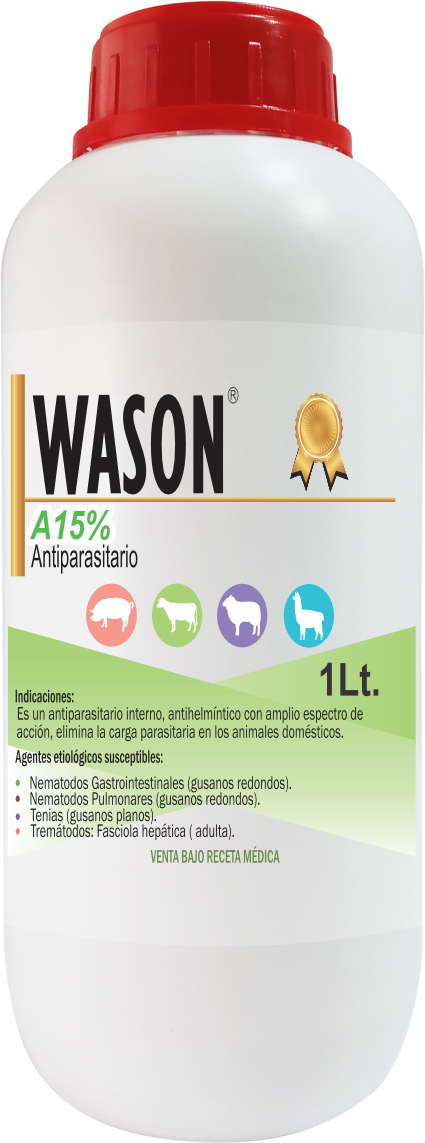 WASON®
A15%
Antiparasitario
1Lt.
Indicaciones:
Es un antiparasitario interno, antihelmíntico con amplio espectro de
acción, elimina la carga parasitaria en los animales domésticos.
Agentes etiológicos susceptibles:
• Nematodos Gastrointestinales (gusanos redondos).
• Nematodos Pulmonares (gusanos redondos).
• Tenias (gusanos planos).
• Tremátodos: Fasciola hepática ( adulta).
VENTA BAJO RECETA MÉDICA